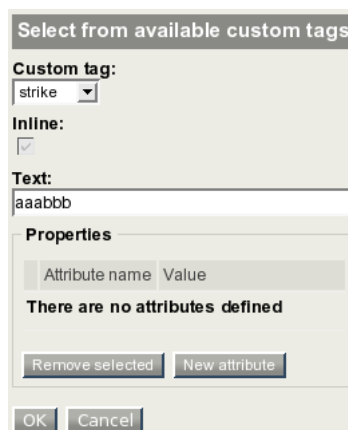 Select from available custom tags
Custom tag:
strike
Inline:
Text:
aaabbb
Properties
Attribute name Value
There are no attributes defined
Remove selected New attribute
OK Cancel